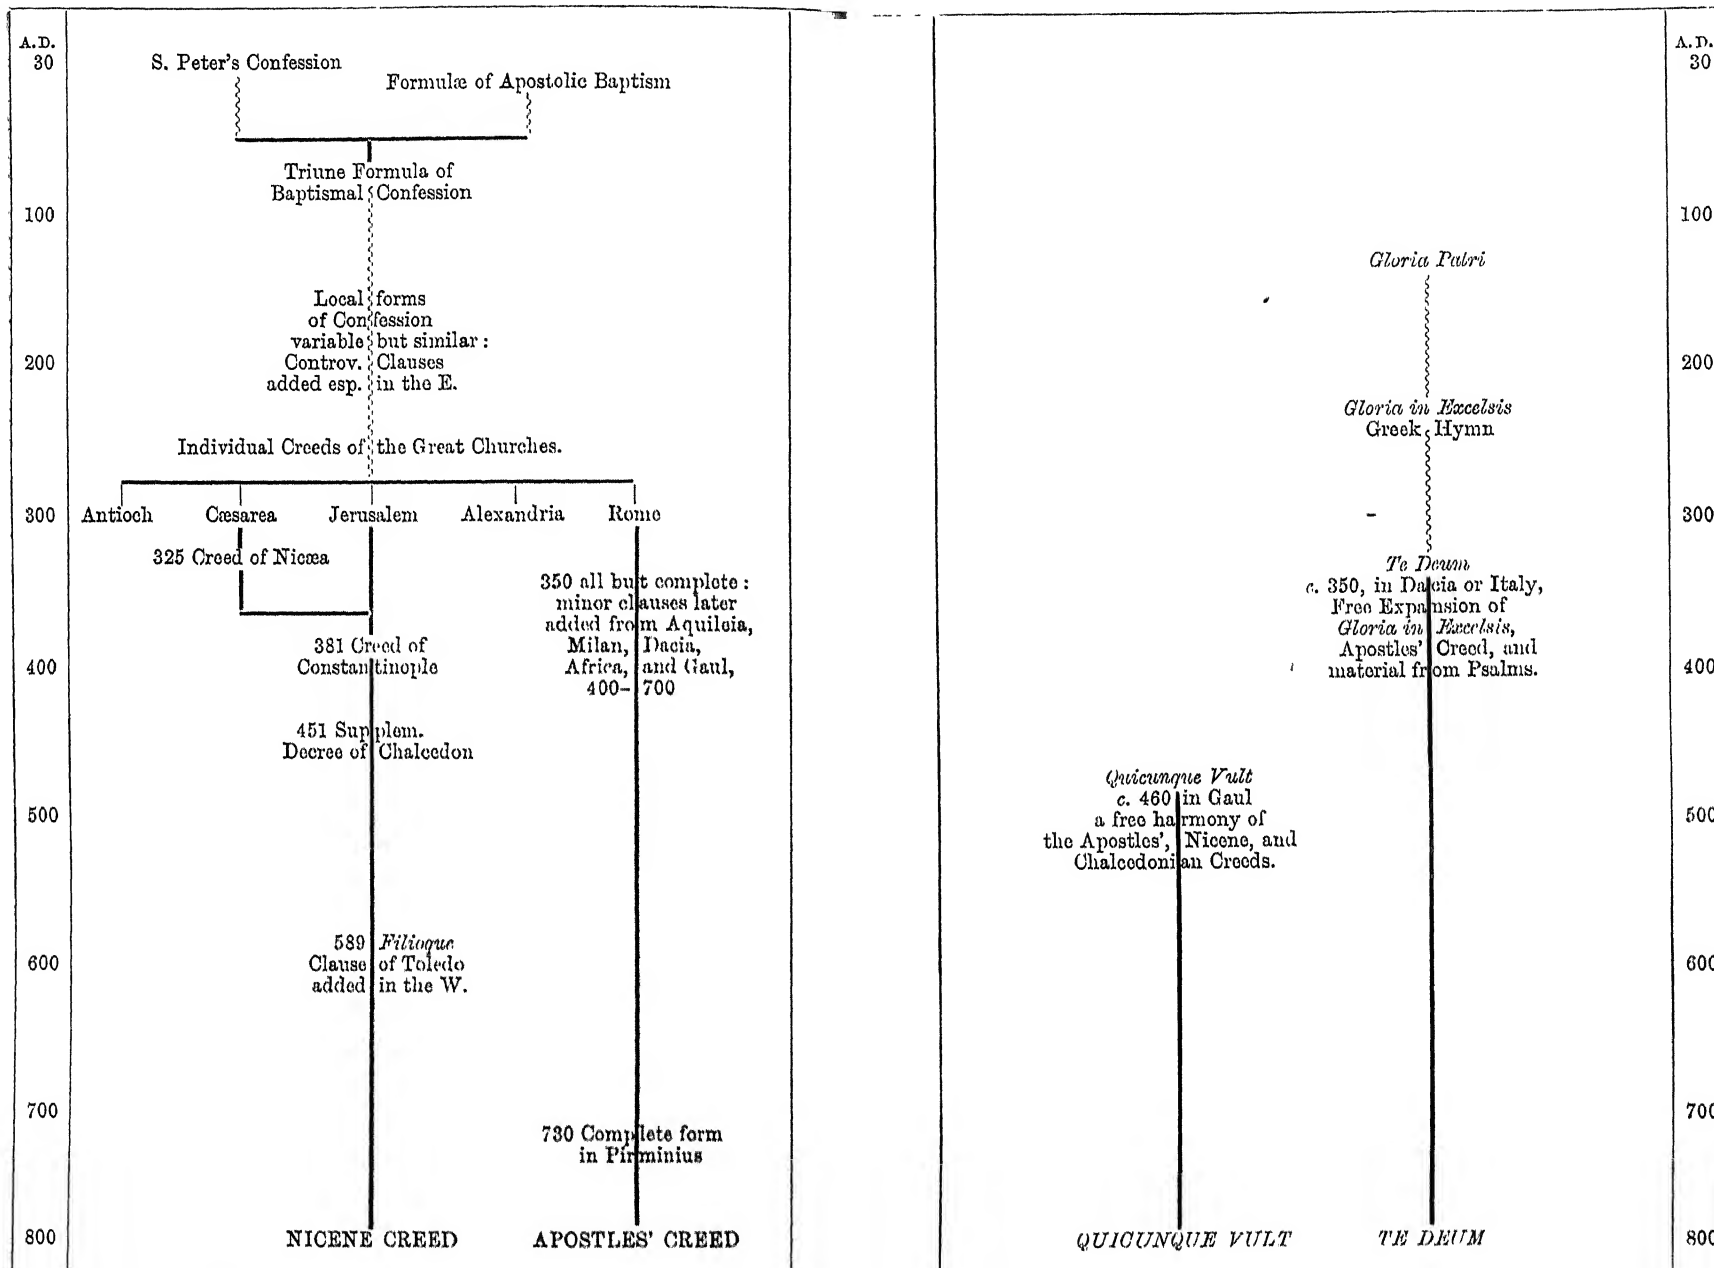 A.D.
30
100
200
300
400
500
600
700
800
S. Peter's Confession
Formulæ of Apostolic Baptism
Triune Formula of
Baptismal Confession
Local forms
of Confession
variable but similar :
Controv. Clauses
added esp. in the E.
Individual Creeds of the Great Churches.
Antioch Cæsarea Jerusalem Alexandria Rome
325 Creed of Nicæa
381 Creed of
Constantinople
451 Supplem.
Decree of Chalcedon
589 Filioque
Clause of Toledo
added in the W.
NICENE CREED
350 all but complete :
minor clauses later
added from Aquileia,
Milan, Dacia,
Africa, and Gaul,
400–700
730 Complete form
in Pirminius
APOSTLES' CREED
Quicunque Vult
c. 460 in Gaul
a free harmony of
the Apostles', Nicene, and
Chalcedonian Creeds.
QUICUNQUE VULT
Gloria Patri
Gloria in Excelsis
Greek Hymn
Te Deum
c. 350, in Dacia or Italy,
Free Expansion of
Gloria in Excelsis,
Apostles' Creed, and
material from Psalms.
TE DEUM
A.D.
30
100
200
300
400
500
600
700
800